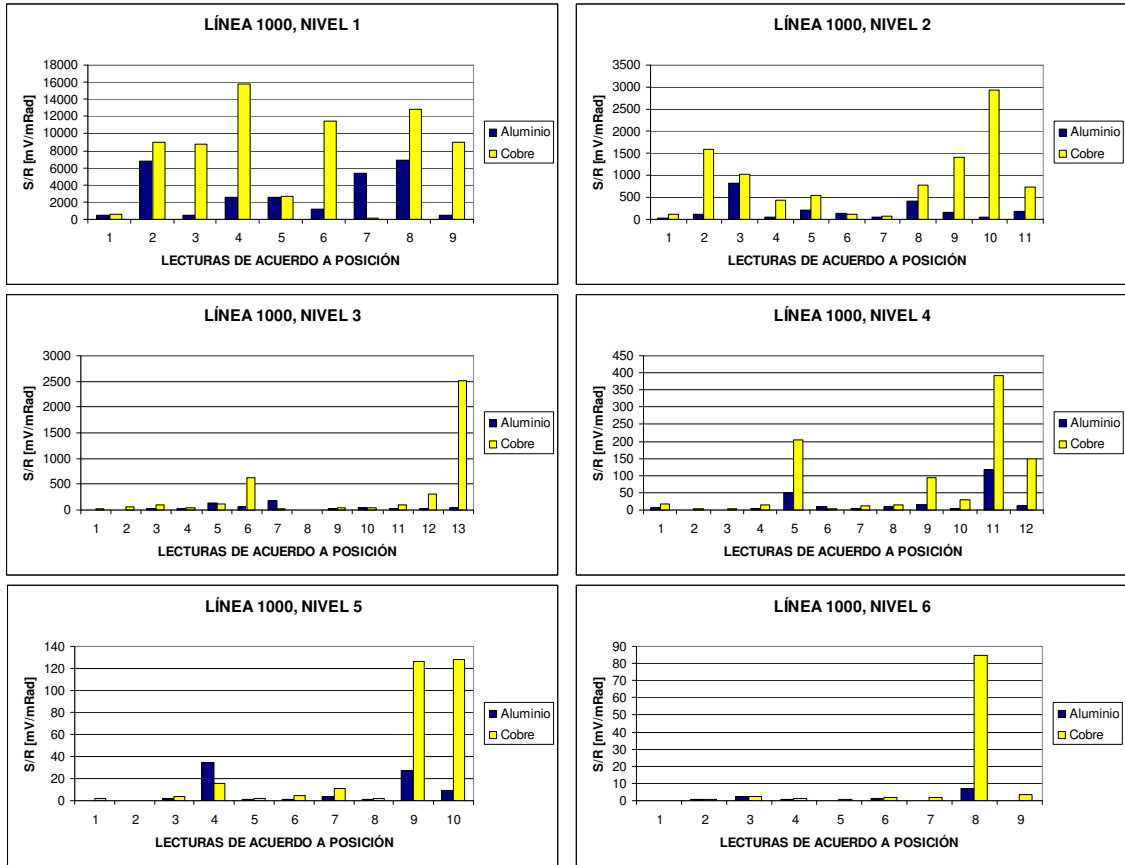 LÍNEA 1000, NIVEL 1
18000
16000
14000
12000
10000
8000
6000
4000
2000
0
S/R [mV/mRad]
1 2 3 4 5 6 7 8 9
LECTURAS DE ACUERDO A POSICIÓN
Aluminio
Cobre
LÍNEA 1000, NIVEL 2
3500
3000
2500
2000
1500
1000
500
0
S/R [mV/mRad]
1 2 3 4 5 6 7 8 9 10 11
LECTURAS DE ACUERDO A POSICIÓN
Aluminio
Cobre
LÍNEA 1000, NIVEL 3
3000
2500
2000
1500
1000
500
0
S/R [mV/mRad]
1 2 3 4 5 6 7 8 9 10 11 12 13
LECTURAS DE ACUERDO A POSICIÓN
Aluminio
Cobre
LÍNEA 1000, NIVEL 4
450
400
350
300
250
200
150
100
50
0
S/R [mV/mRad]
1 2 3 4 5 6 7 8 9 10 11 12
LECTURAS DE ACUERDO A POSICIÓN
Aluminio
Cobre
LÍNEA 1000, NIVEL 5
140
120
100
80
60
40
20
0
S/R [mV/mRad]
1 2 3 4 5 6 7 8 9 10
LECTURAS DE ACUERDO A POSICIÓN
Aluminio
Cobre
LÍNEA 1000, NIVEL 6
90
80
70
60
50
40
30
20
10
0
S/R [mV/mRad]
1 2 3 4 5 6 7 8 9
LECTURAS DE ACUERDO A POSICIÓN
Aluminio
Cobre